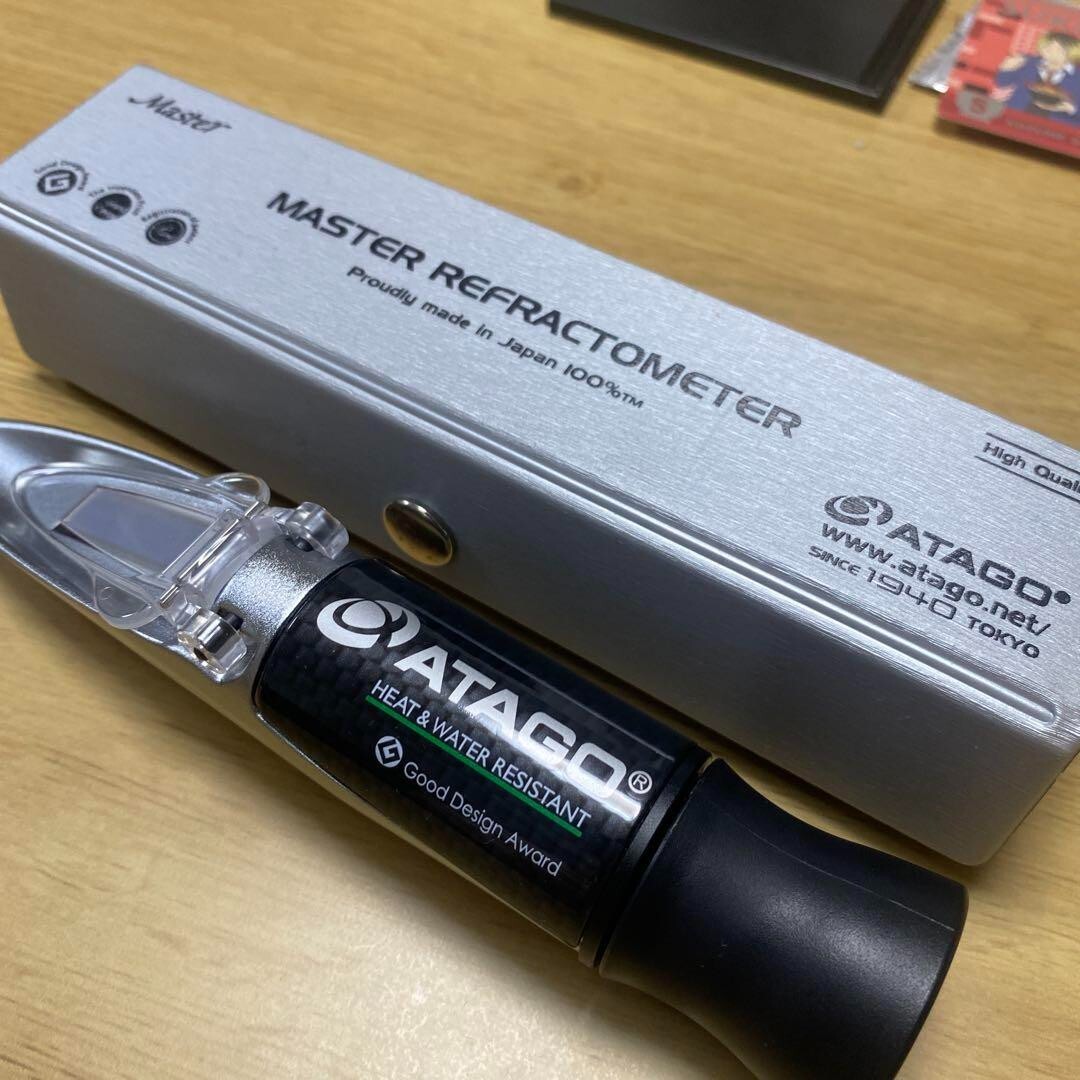 Master
MASTER REFRACTOMETER
Proudly made in Japan 100%™
High
ATAGO®
www.atago.net/
SINCE 1940 TOKYO
ATAGO®
HEAT & WATER RESISTANT
Good Design Award
S